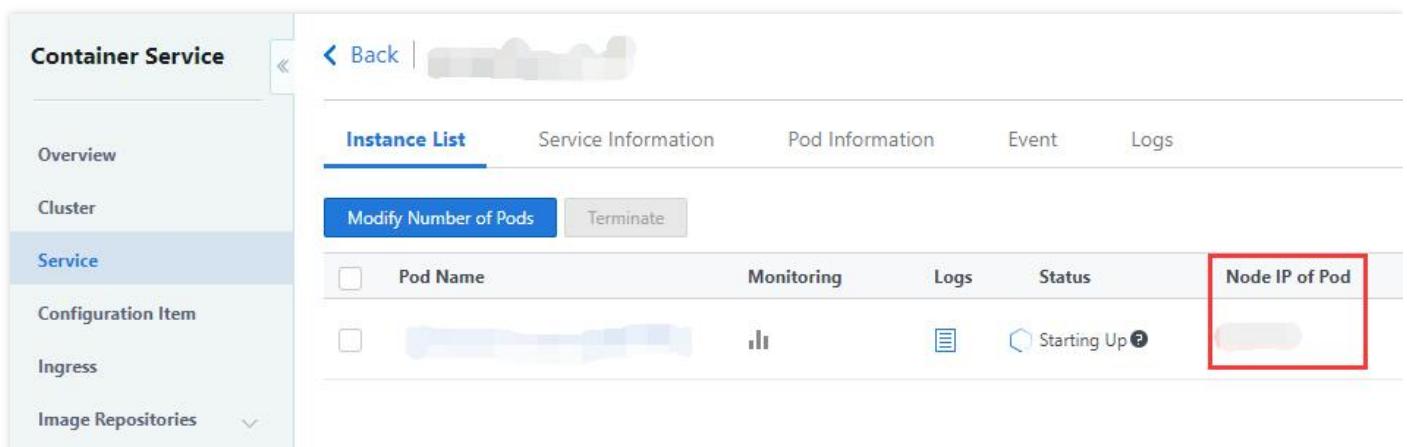 Container Service
Overview
Cluster
Service
Configuration Item
Ingress
Image Repositories
Back
Instance List Service Information Pod Information Event Logs
Modify Number of Pods Terminate
Pod Name Monitoring Logs Status Node IP of Pod
Starting Up